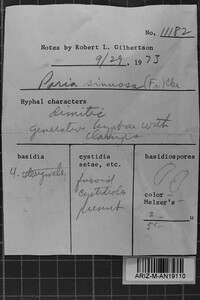 No. 11182
Notes by Robert L. Gilbertson
9/29, 1973
Poria sinuosa (Fr.) Cke.
Hyphal characters
dimitic
generative hyphae with
clamps
basidia
4-sterigmate
cystidia
setae, etc.
fusoid
cystidiols
present
basidiospores
color –
Melzer's –
u
ARIZ-M-AN19110